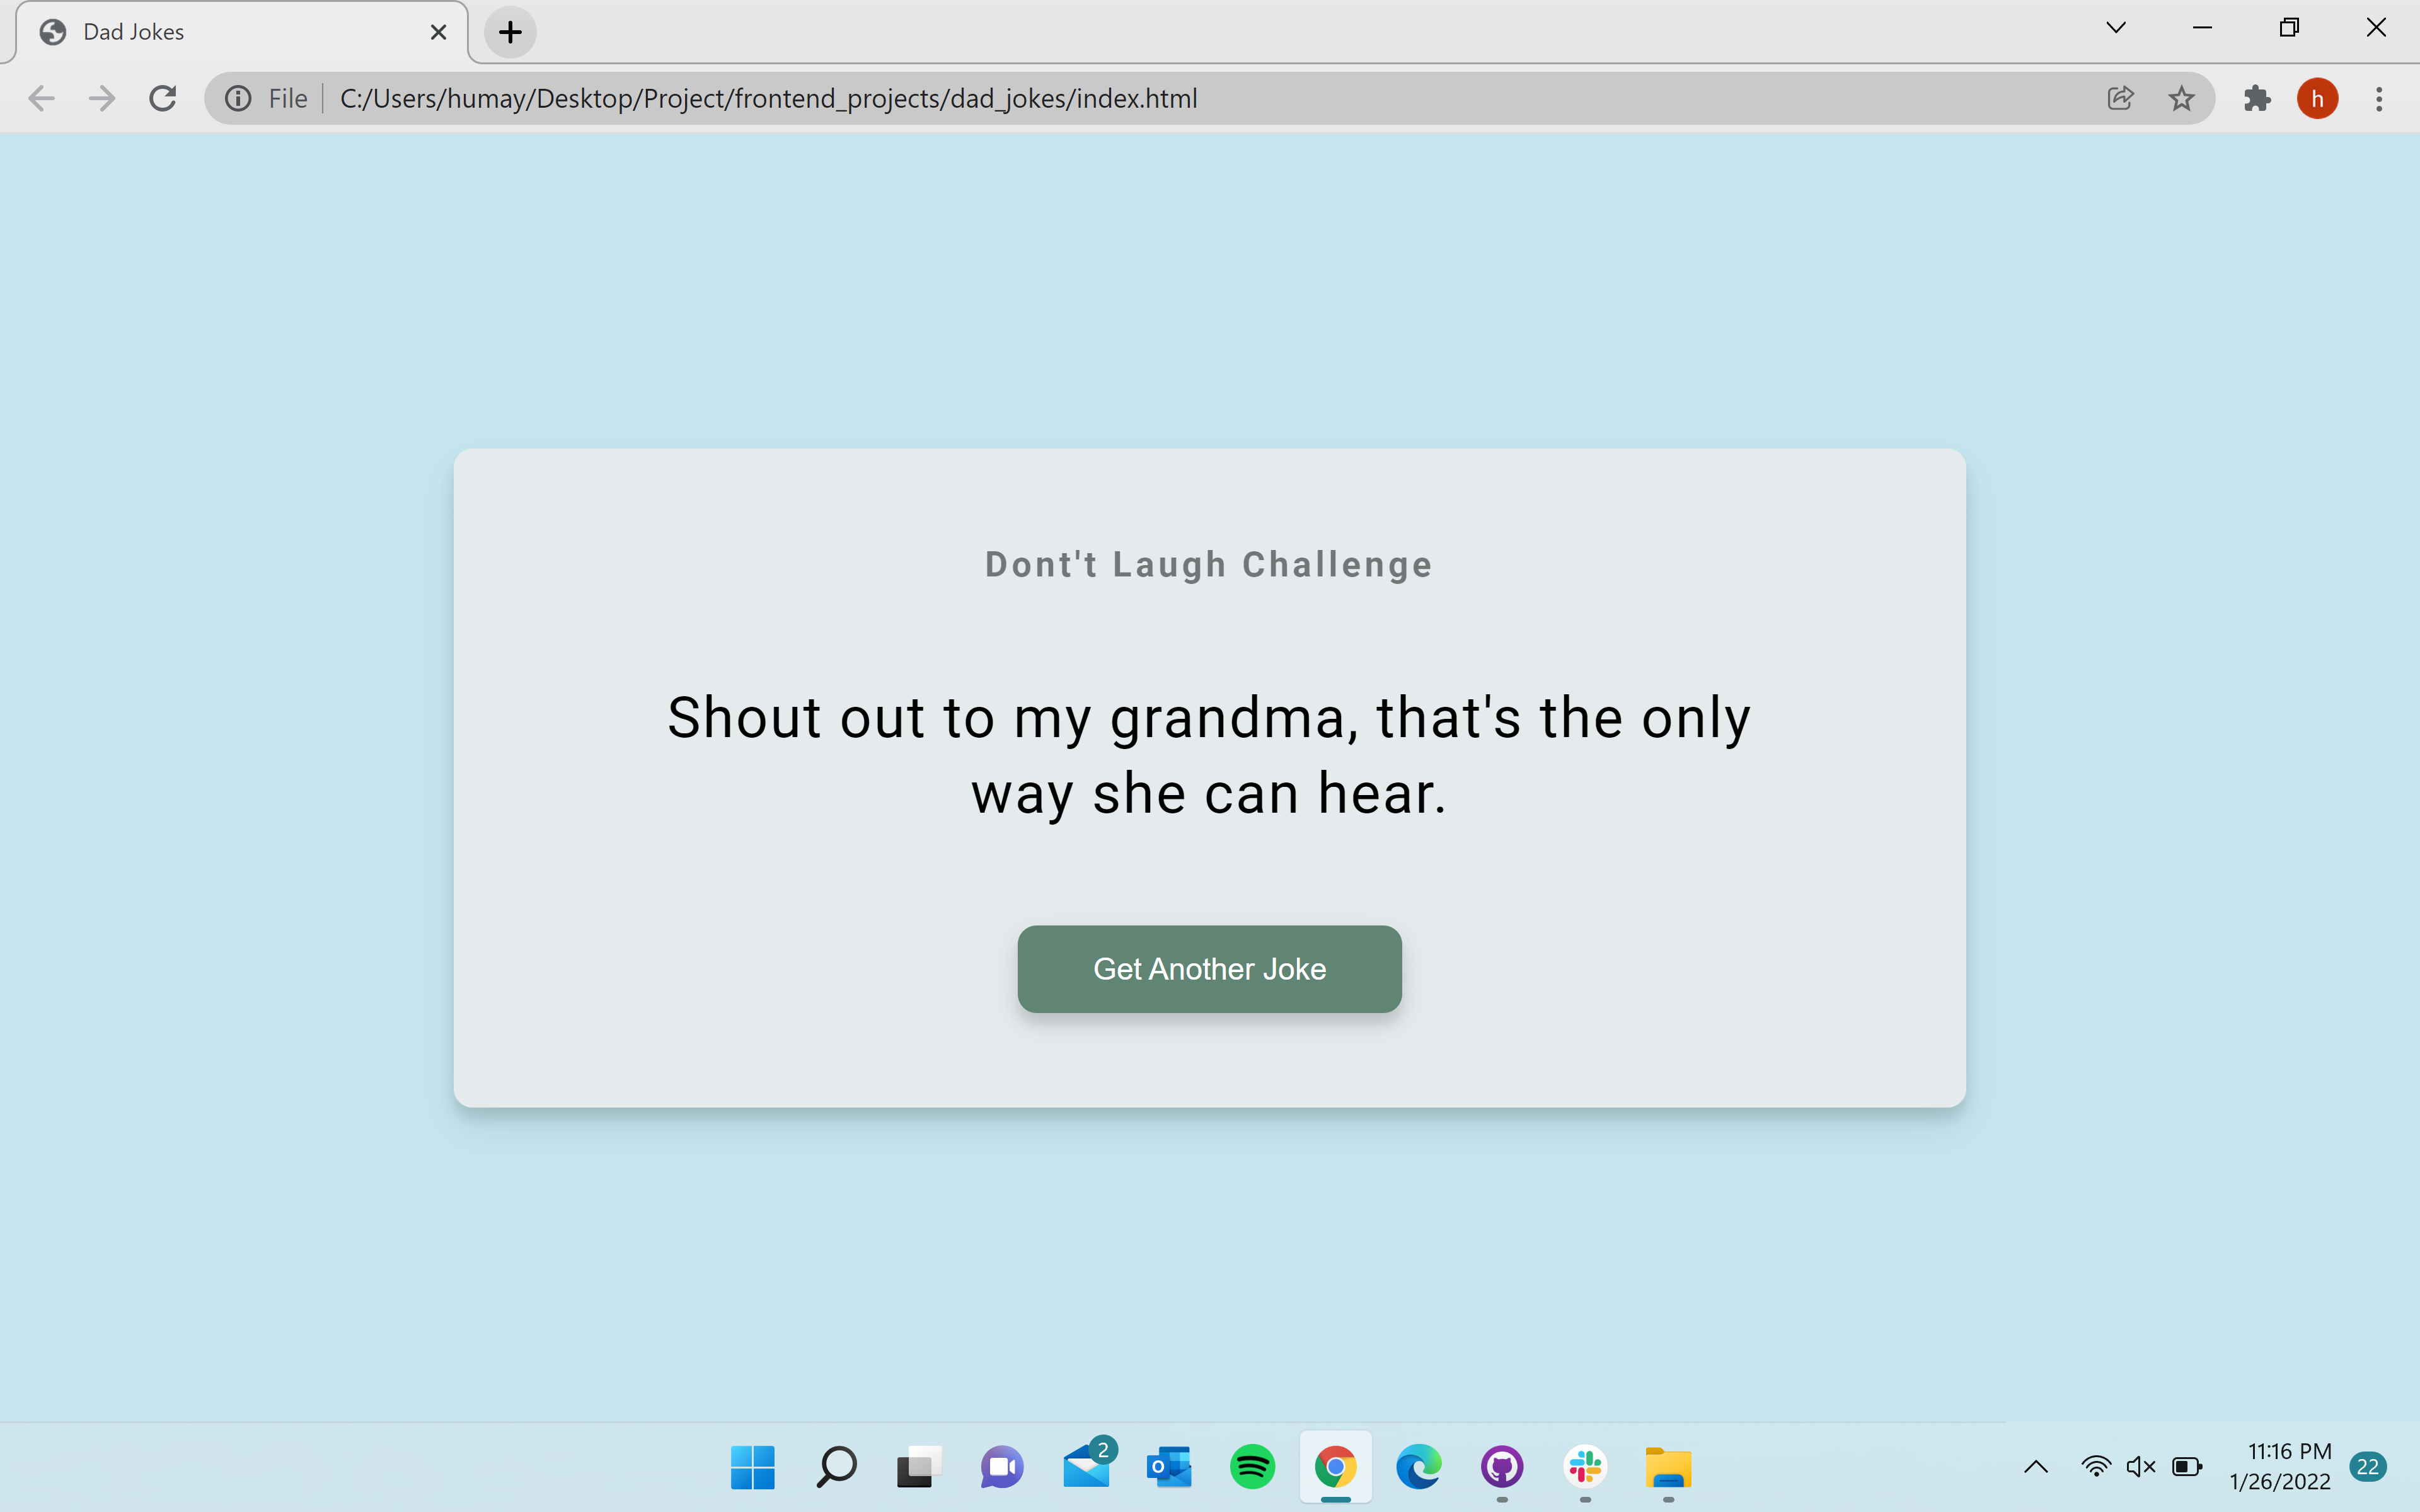 Dad Jokes
File C:/Users/humay/Desktop/Project/frontend_projects/dad_jokes/index.html
h
Dont't Laugh Challenge
Shout out to my grandma, that's the only
way she can hear.
Get Another Joke
2
O
11:16 PM
1/26/2022
22